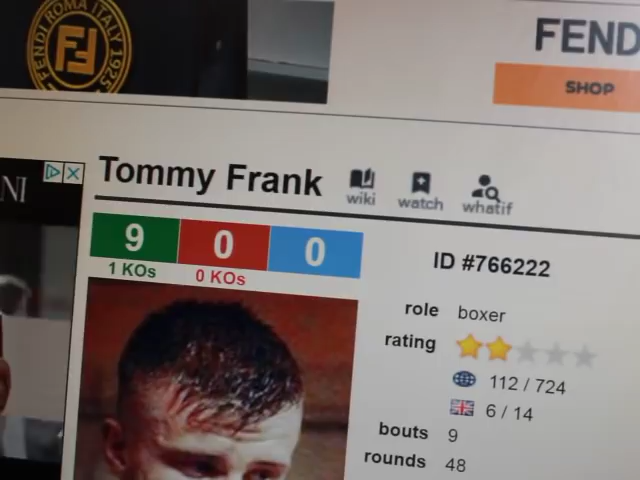 FENDI ROMA ITALY 1925
FEND
SHOP
NI
Tommy Frank
wiki
watch
whatif
9 0 0
1 KOs 0 KOs
ID #766222
role boxer
rating
112 / 724
6 / 14
bouts 9
rounds 48